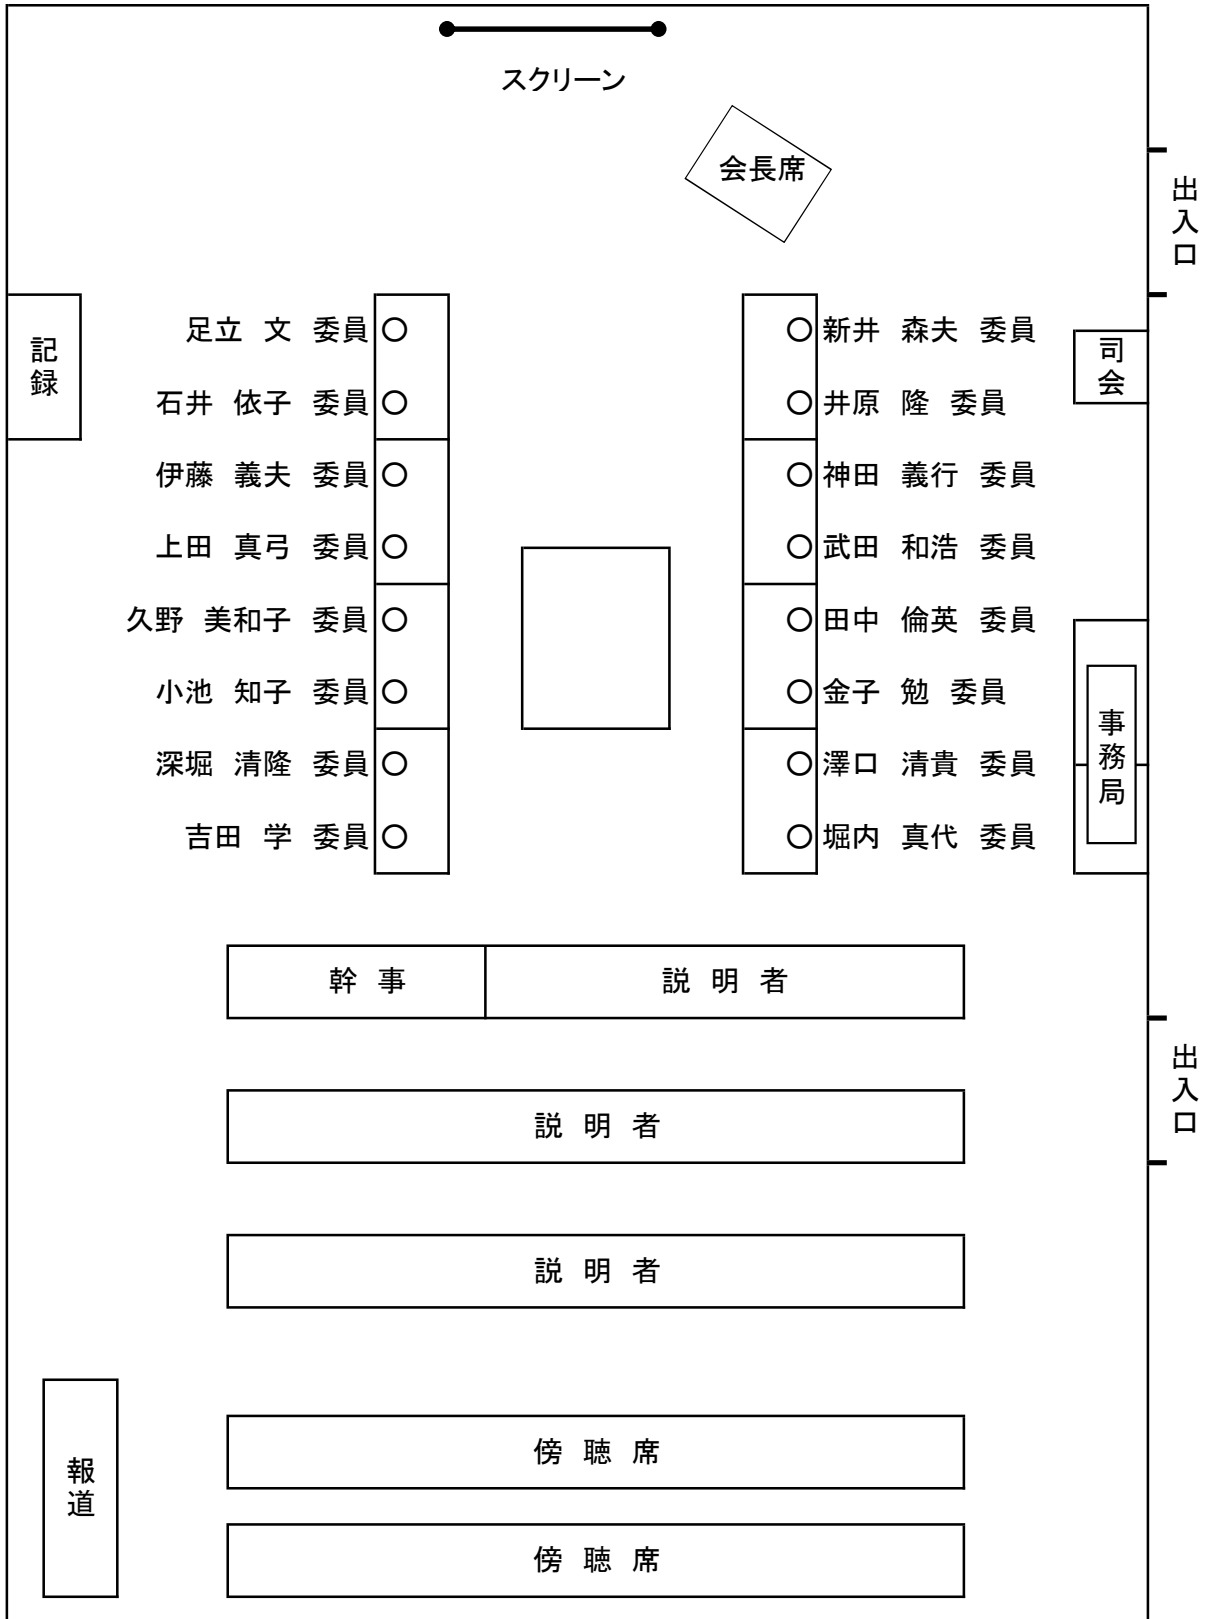 スクリーン
会長席
出入口
記録
足立 文 委員
新井 森夫 委員
司会
石井 依子 委員
井原 隆 委員
伊藤 義夫 委員
神田 義行 委員
上田 真弓 委員
武田 和浩 委員
久野 美和子 委員
田中 倫英 委員
小池 知子 委員
金子 勉 委員
事務局
深堀 清隆 委員
澤口 清貴 委員
吉田 学 委員
堀内 真代 委員
幹 事
説 明 者
出入口
説 明 者
説 明 者
報道
傍 聴 席
傍 聴 席